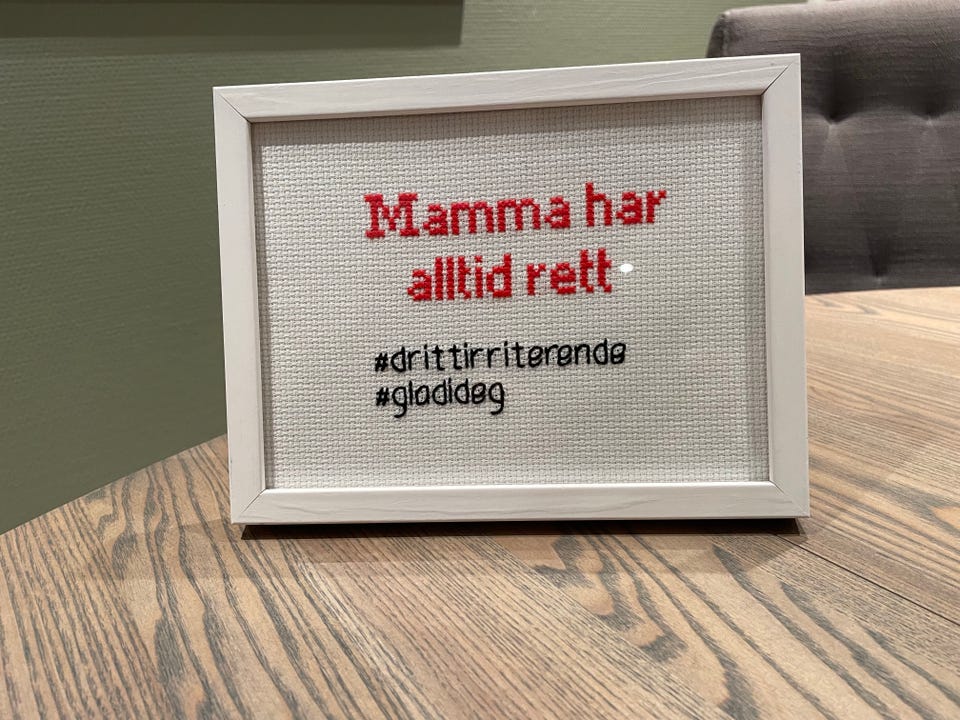 Mamma har
alltid rett
#drittirriterende
#gladideg